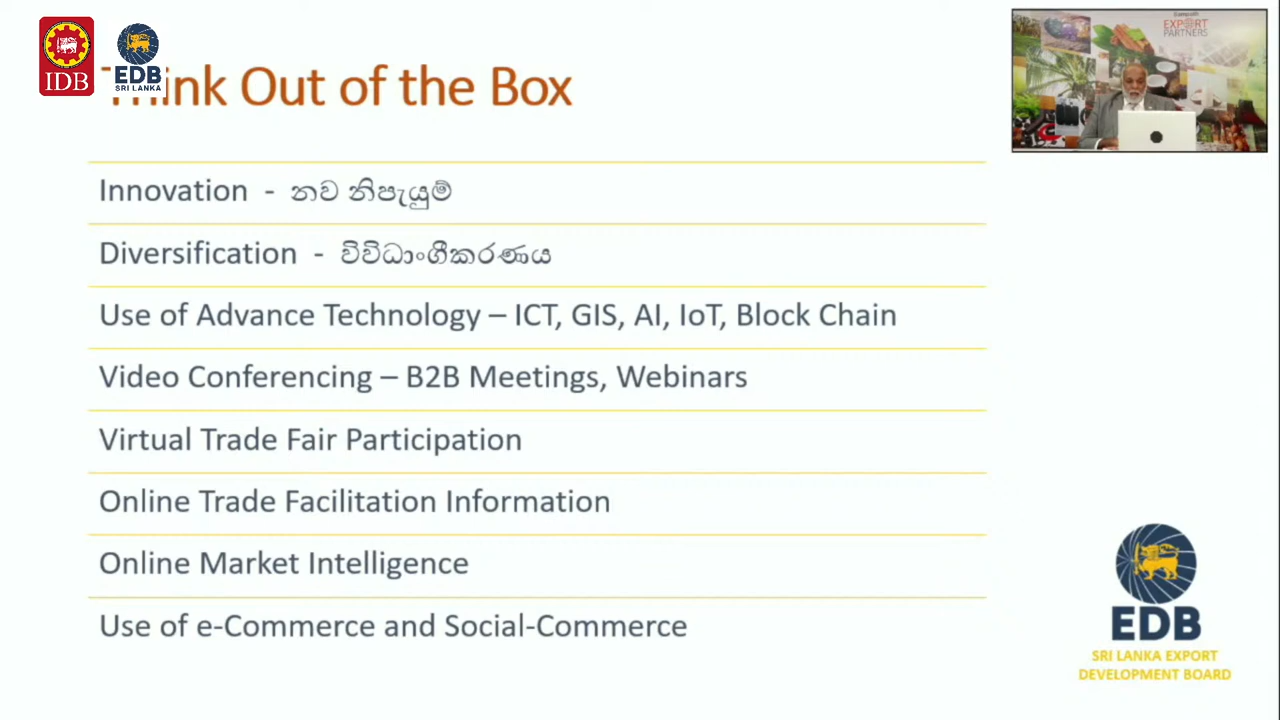 IDB
EDB
SRI LANKA
Think Out of the Box
EXPORT
PARTNERS
Innovation - නව නිපැයුම්
Diversification - විවිධාංගීකරණය
Use of Advance Technology – ICT, GIS, AI, IoT, Block Chain
Video Conferencing – B2B Meetings, Webinars
Virtual Trade Fair Participation
Online Trade Facilitation Information
Online Market Intelligence
Use of e-Commerce and Social-Commerce
EDB
SRI LANKA EXPORT
DEVELOPMENT BOARD